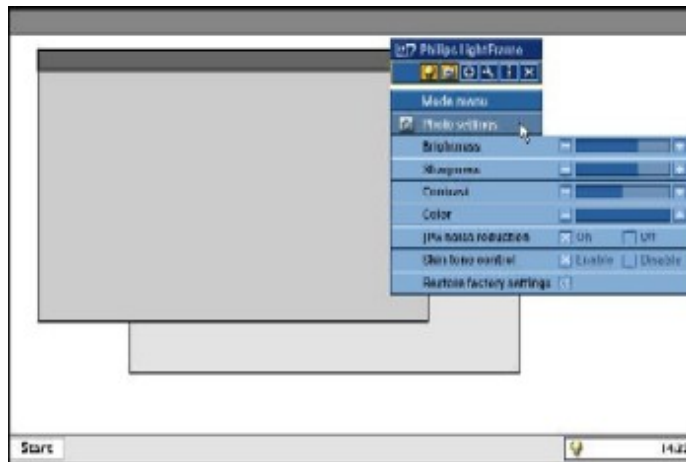 Philips LightFrame
Mode menu
Photo settings
Brightness
Sharpness
Contrast
Color
JPG noise reduction On Off
Skin tone control Enable Disable
Restore factory settings
Start